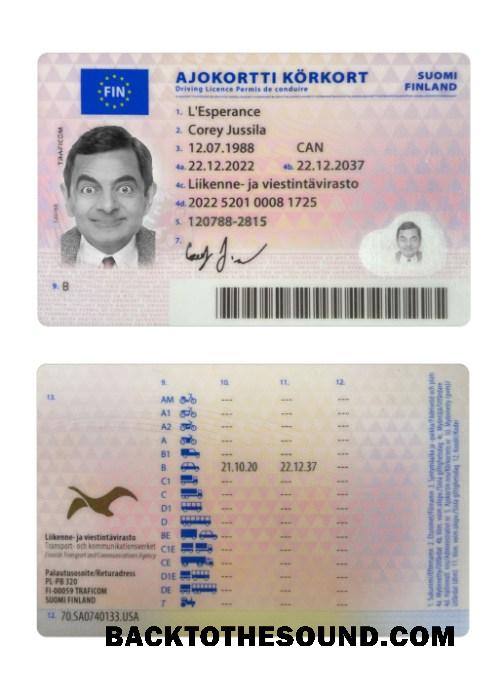 FIN
AJOKORTTI KÖRKORT
SUOMI
FINLAND
Driving Licence Permis de conduire
1. L'Esperance
2. Corey Jussila
3. 12.07.1988 CAN
4a. 22.12.2022 4b. 22.12.2037
4c. Liikenne- ja viestintävirasto
4d. 2022 5201 0008 1725
5. 120788-2815
7.
TRAFICOM
9. B
9. 10. 11. 12.
13.
AM --- --- ---
A1 --- --- ---
A2 --- --- ---
A --- --- ---
B1 --- --- ---
B 21.10.20 22.12.37 ---
C1 --- --- ---
C --- --- ---
D1 --- --- ---
D --- --- ---
BE --- --- ---
C1E --- --- ---
CE --- --- ---
D1E --- --- ---
DE --- --- ---
T --- --- ---
Liikenne- ja viestintävirasto
Transport- och kommunikationsverket
Finnish Transport and Communications Agency
Palautusosoite/Returadress
PL-PB 320
FI-00059 TRAFICOM
SUOMI FINLAND
12. 70.SA0740133.USA
BACKTOTHESOUND.COM